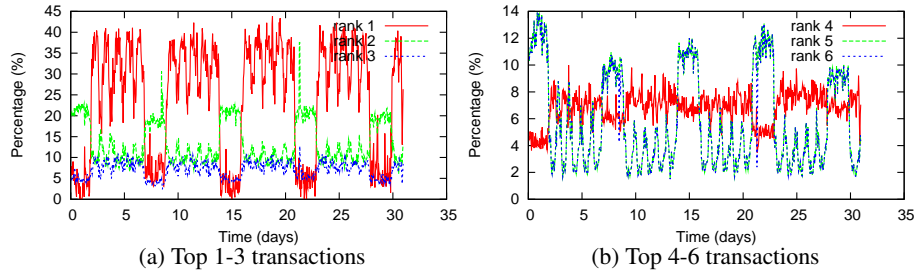 45
40
35
30
25
20
15
10
5
0
Percentage (%)
rank 1
rank 2
rank 3
0 5 10 15 20 25 30 35
Time (days)
(a) Top 1-3 transactions
14
12
10
8
6
4
2
0
Percentage (%)
rank 4
rank 5
rank 6
0 5 10 15 20 25 30 35
Time (days)
(b) Top 4-6 transactions